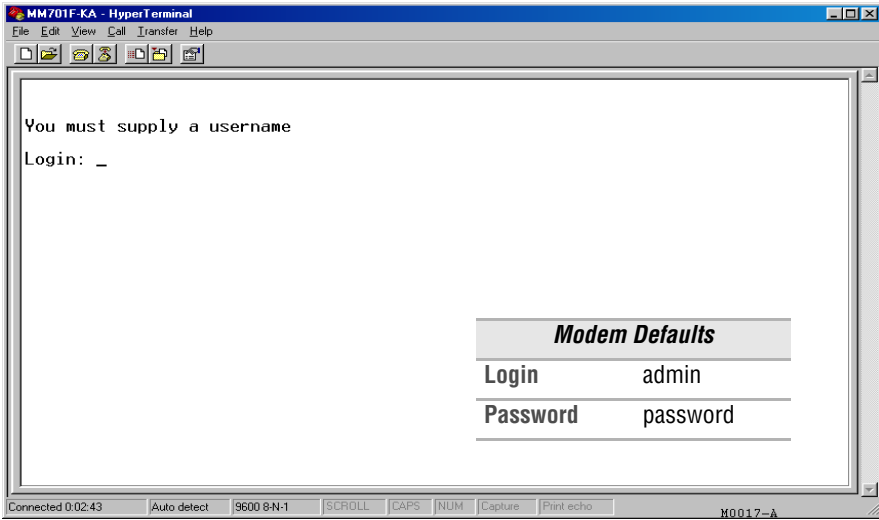 MM701F-KA - HyperTerminal
File Edit View Call Transfer Help
You must supply a username
Login: _
Modem Defaults
Login admin
Password password
Connected 0:02:43 Auto detect 9600 8-N-1 SCROLL CAPS NUM Capture Print echo
M0017-A